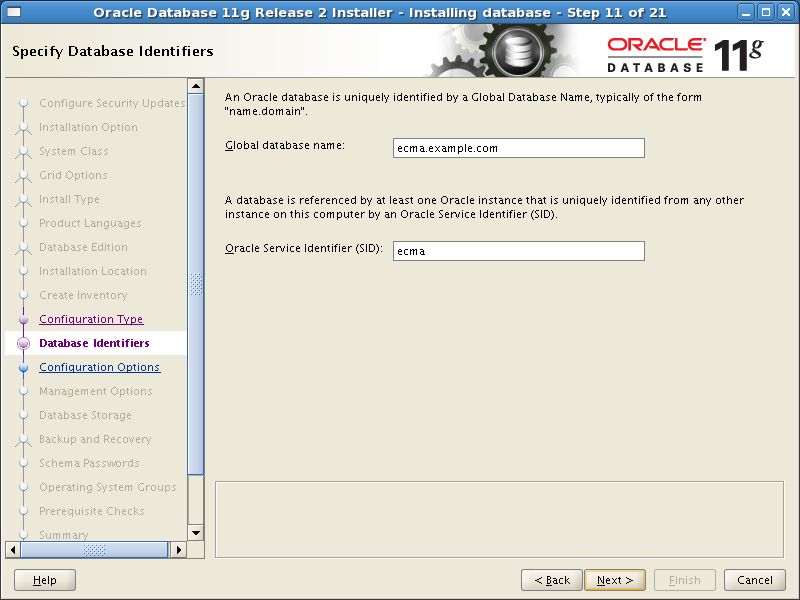 Oracle Database 11g Release 2 Installer - Installing database - Step 11 of 21
Specify Database Identifiers
ORACLE®
DATABASE
11g
Configure Security Updates
Installation Option
System Class
Grid Options
Install Type
Product Languages
Database Edition
Installation Location
Create Inventory
Configuration Type
Database Identifiers
Configuration Options
Management Options
Database Storage
Backup and Recovery
Schema Passwords
Operating System Groups
Prerequisite Checks
Summary
An Oracle database is uniquely identified by a Global Database Name, typically of the form
"name.domain".
Global database name: ecma.example.com
A database is referenced by at least one Oracle instance that is uniquely identified from any other
instance on this computer by an Oracle Service Identifier (SID).
Oracle Service Identifier (SID): ecma
Help
< Back
Next >
Finish
Cancel